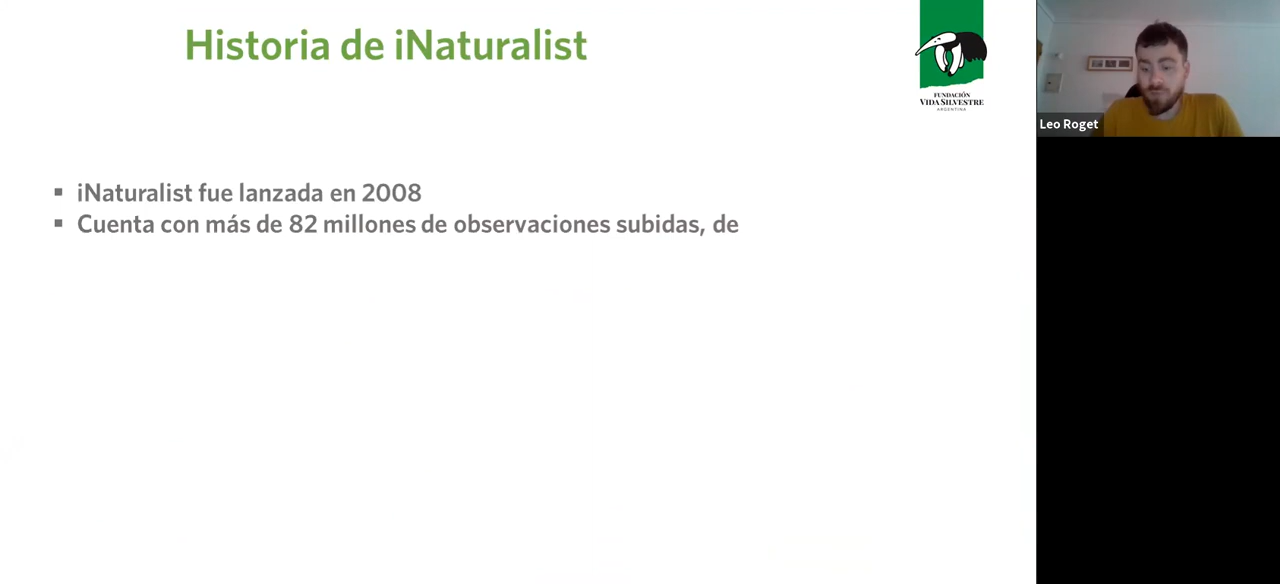 Historia de iNaturalist
FUNDACIÓN
VIDA SILVESTRE
ARGENTINA
Leo Roget
▪ iNaturalist fue lanzada en 2008
▪ Cuenta con más de 82 millones de observaciones subidas, de